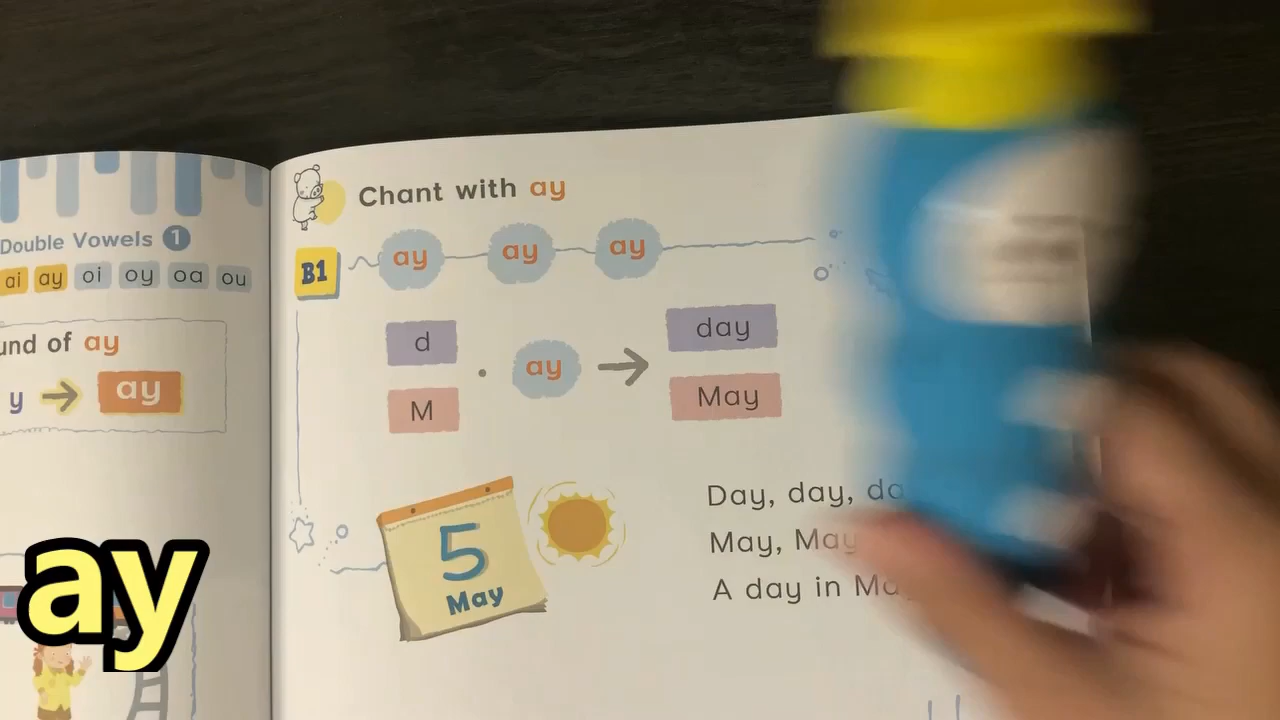 Double Vowels 1
ai ay oi oy oa ou
of ay
y → ay
Chant with ay
B1
ay ay ay
d
M
ay →
day
May
5
May
Day, day,
May,
A day in
ay